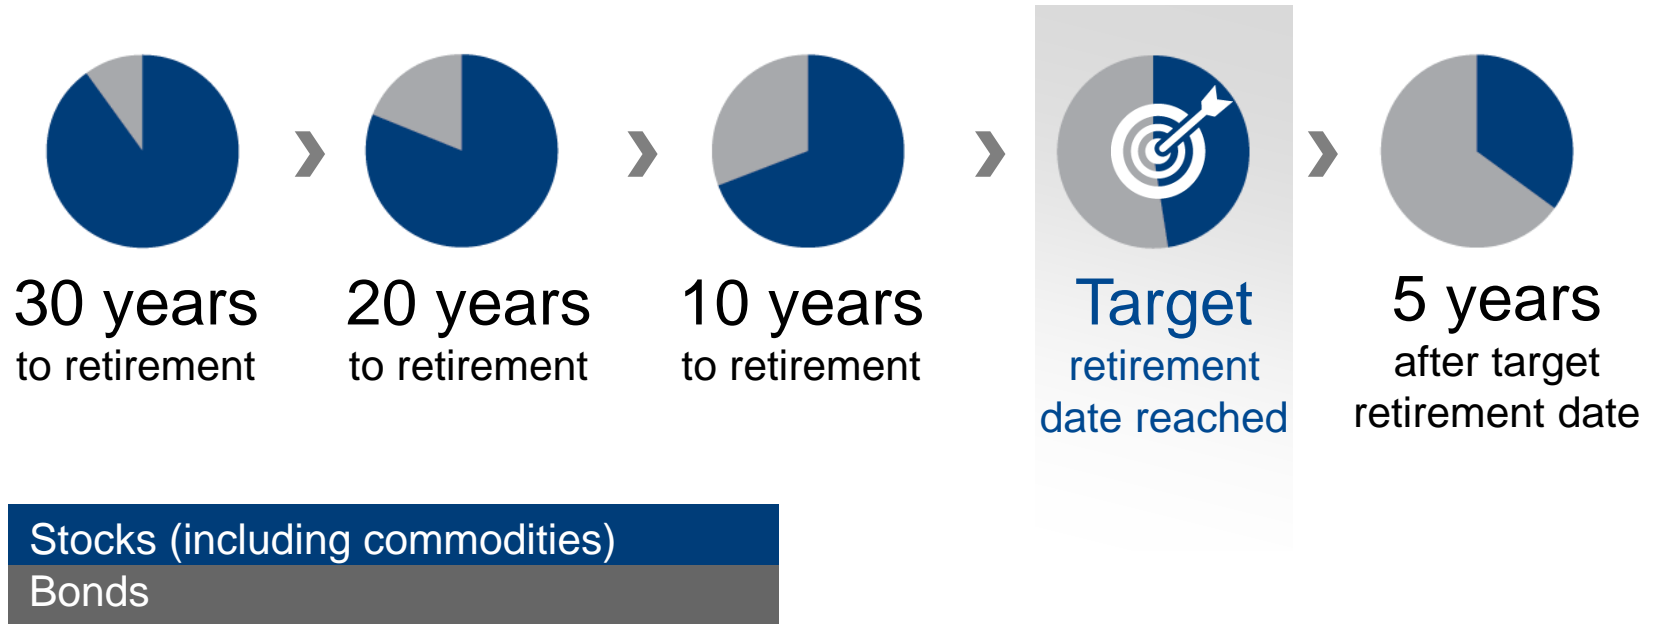 30 years
to retirement
20 years
to retirement
10 years
to retirement
Target
retirement
date reached
5 years
after target
retirement date
Stocks (including commodities)
Bonds